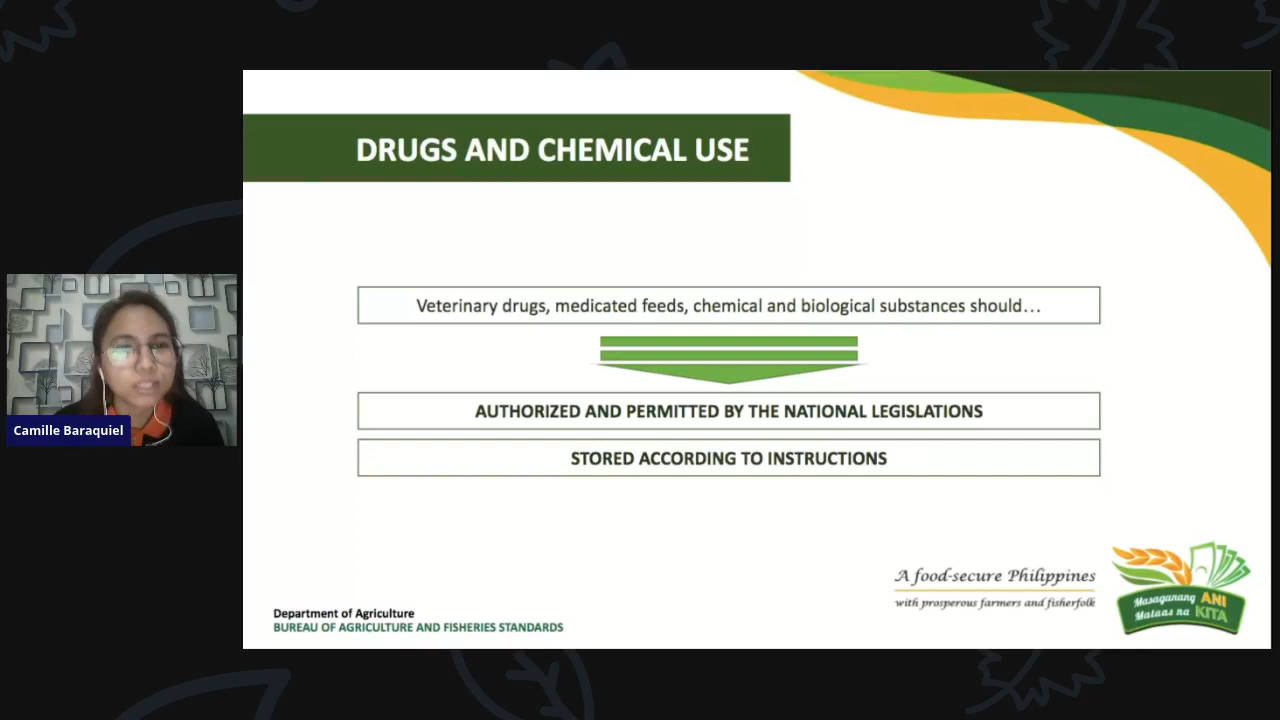 DRUGS AND CHEMICAL USE
Veterinary drugs, medicated feeds, chemical and biological substances should...
AUTHORIZED AND PERMITTED BY THE NATIONAL LEGISLATIONS
STORED ACCORDING TO INSTRUCTIONS
Camille Baraquiel
A food-secure Philippines
with prosperous farmers and fisherfolk
Masaganang ANI
Mataas na KITA
Department of Agriculture
BUREAU OF AGRICULTURE AND FISHERIES STANDARDS